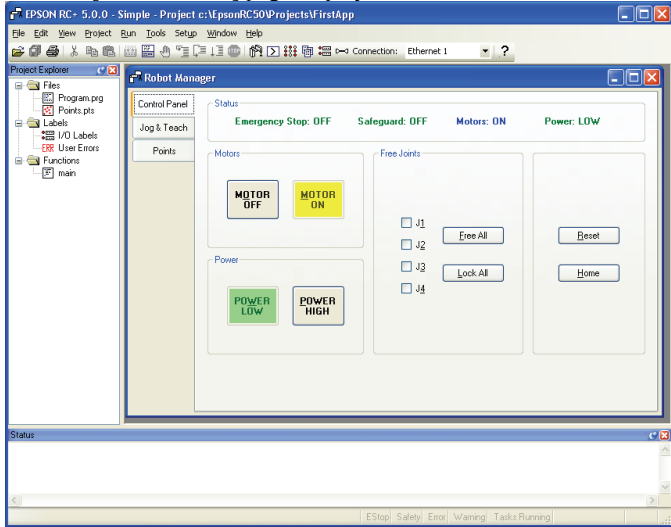 EPSON RC+ 5.0.0 - Simple - Project c:\EpsonRC50\Projects\FirstApp
File Edit View Project Run Tools Setup Window Help
Connection: Ethernet 1 ?
Project Explorer
Files
Program.prg
Points.pts
Labels
I/O Labels
ERR User Errors
Functions
main
Robot Manager
Control Panel
Jog & Teach
Points
Status
Emergency Stop: OFF Safeguard: OFF Motors: ON Power: LOW
Motors
MOTOR
OFF
MOTOR
ON
Power
POWER
LOW
POWER
HIGH
Free Joints
J1
J2
J3
J4
Free All
Lock All
Reset
Home
Status
EStop Safety Error Warning Tasks Running